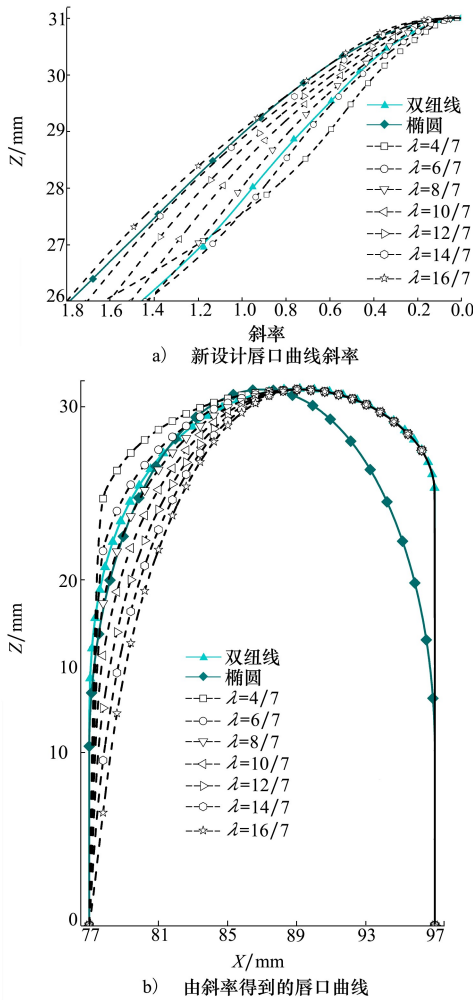 31
30
29
28
27
26
Z/mm
1.8
1.6
1.4
1.2
1.0
0.8
0.6
0.4
0.2
0.0
斜率
双纽线
椭圆
λ=4/7
λ=6/7
λ=8/7
λ=10/7
λ=12/7
λ=14/7
λ=16/7
a) 新设计唇口曲线斜率
30
20
10
10
0
Z/mm
77
81
85
89
93
97
X/mm
双纽线
椭圆
λ=4/7
λ=6/7
λ=8/7
λ=10/7
λ=12/7
λ=14/7
λ=16/7
b) 由斜率得到的唇口曲线